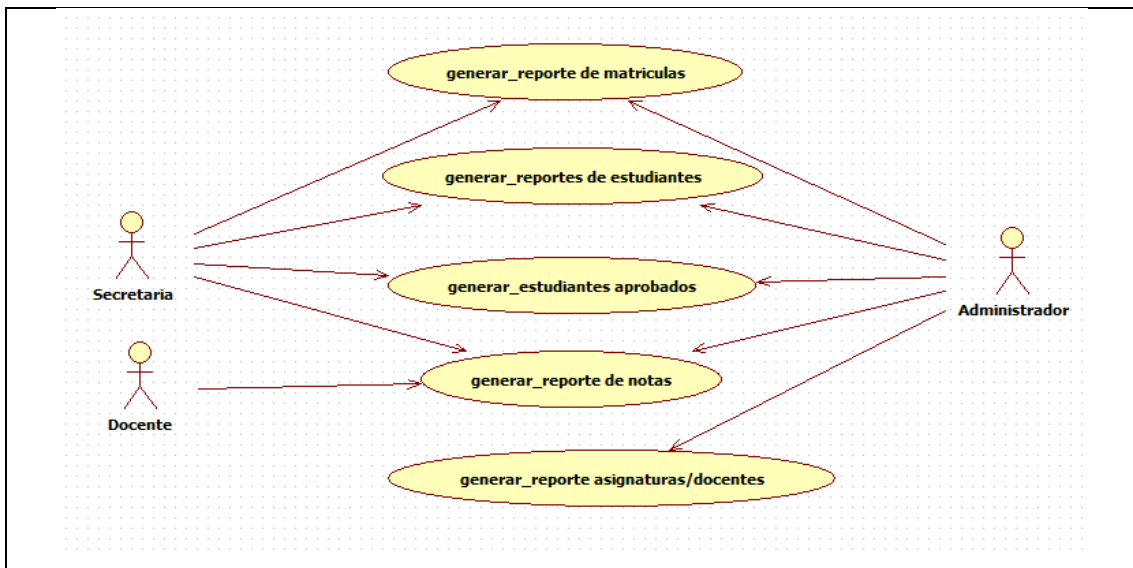 generar_reporte de matriculas
generar_reportes de estudiantes
Secretaria
generar_estudiantes aprobados
Administrador
generar_reporte de notas
Docente
generar_reporte asignaturas/docentes